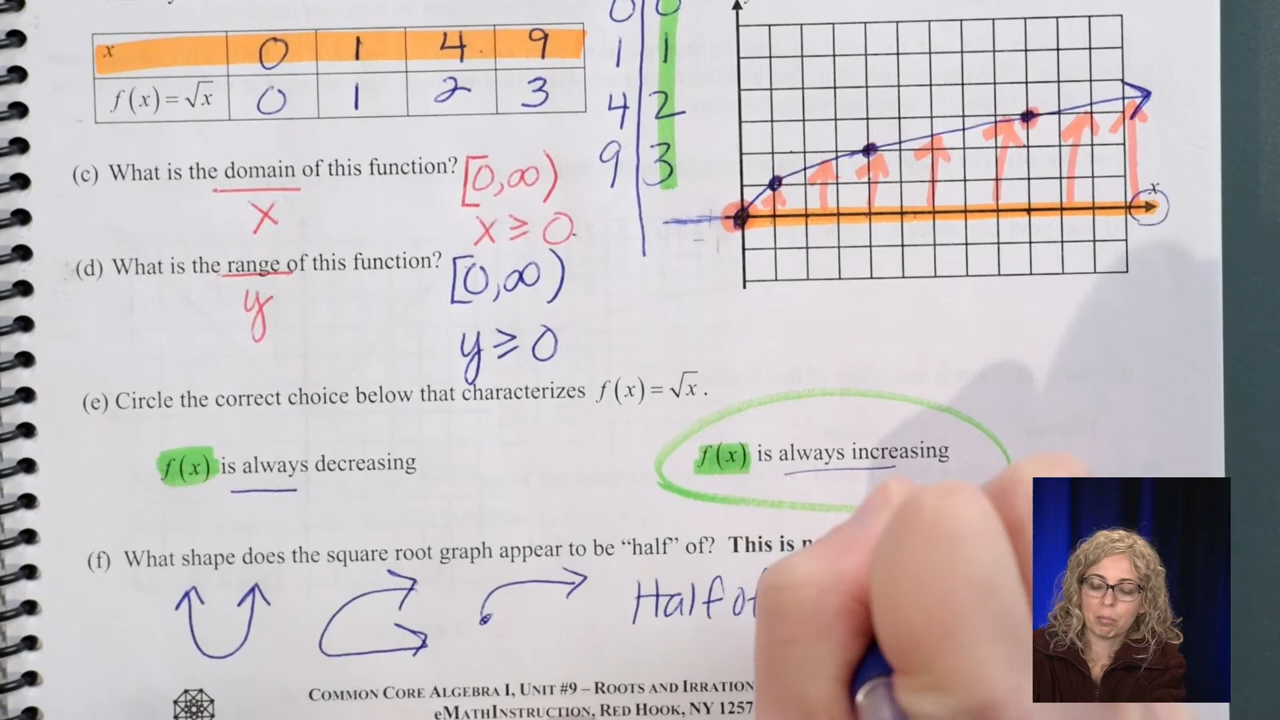 x 0 1 4 9
f(x)=√x 0 1 2 3
0 0
1 1
4 2
9 3
x
(c) What is the domain of this function? [0,∞)
x x ≥ 0
(d) What is the range of this function? [0,∞)
y y ≥ 0
(e) Circle the correct choice below that characterizes f(x)=√x.
f(x) is always decreasing
f(x) is always increasing
(f) What shape does the square root graph appear to be “half” of? This is
Half of
COMMON CORE ALGEBRA I, UNIT #9 – ROOTS AND
eMATHINSTRUCTION, RED HOOK, NY